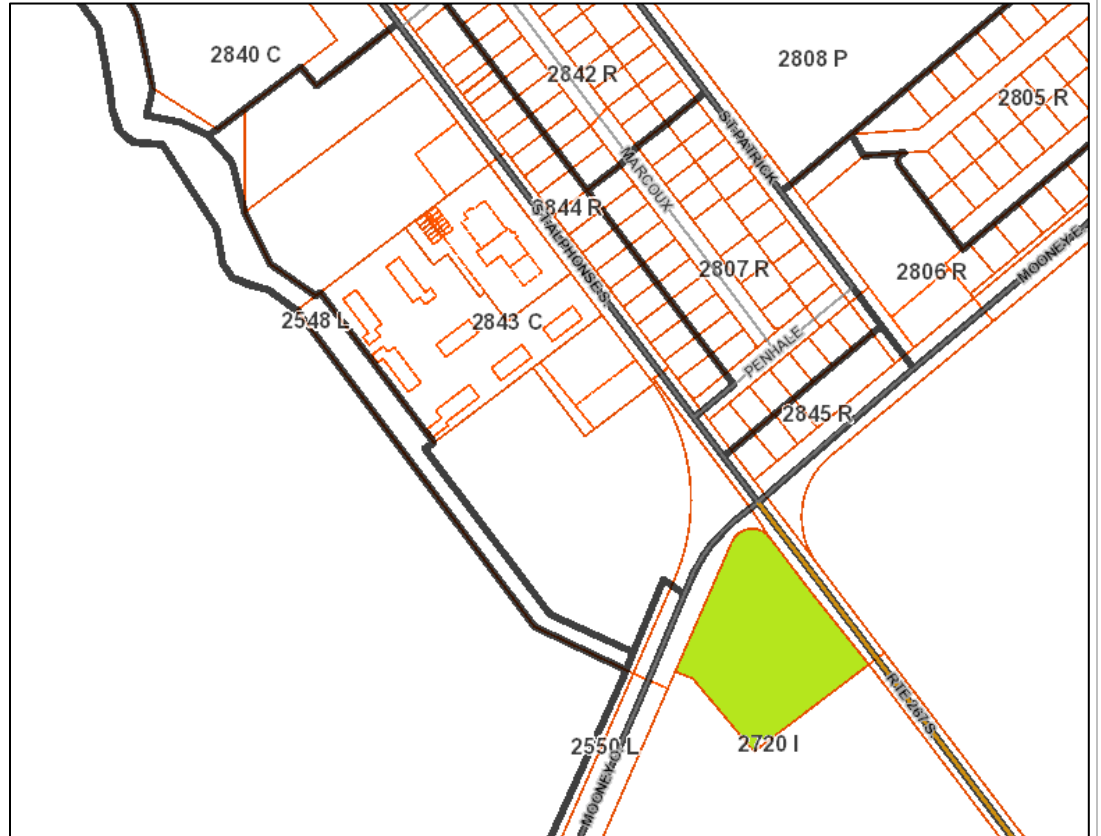 2840 C
2842 R
2808 P
2805 R
ST-PATRICK
MARCOUX
2844 R
ST-ALPHONSE S.
2807 R
2806 R
MOONEY E.
2548 L
2843 C
PENHALE
2845 R
RTE 267 S.
2550 L
MOONEY O.
2720 I